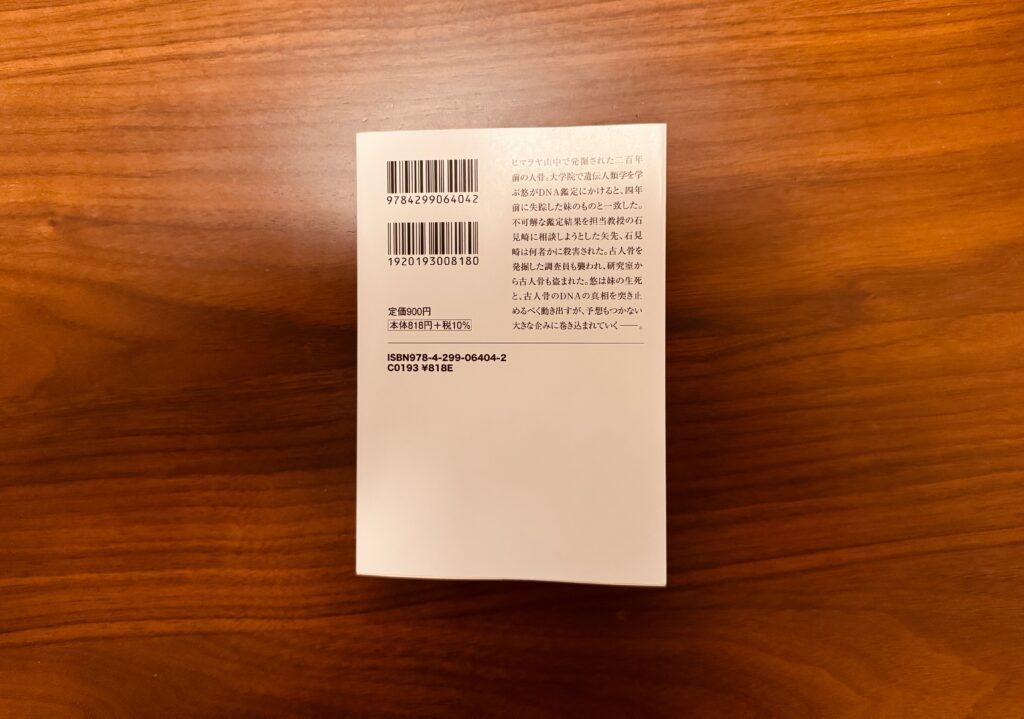 9784299064042
1920193008180
定価900円
本体818円+税10%
ISBN978-4-299-06404-2
C0193 ¥818E
ヒマラヤ山中で発掘された二百年
前の人骨。大学院で遺伝人類学を学
ぶ悠がDNA鑑定にかけると、四年
前に失踪した妹のものと一致した。
不可解な鑑定結果を担当教授の石
見崎に相談しようとした矢先、石見
崎は何者かに殺害された。古人骨を
発掘した調査員も襲われ、研究室か
ら古人骨も盗まれた。悠は妹の生死
と、古人骨のDNAの真相を突き止
めるべく動き出すが、予想もつかない
大きな企みに巻き込まれていく――。